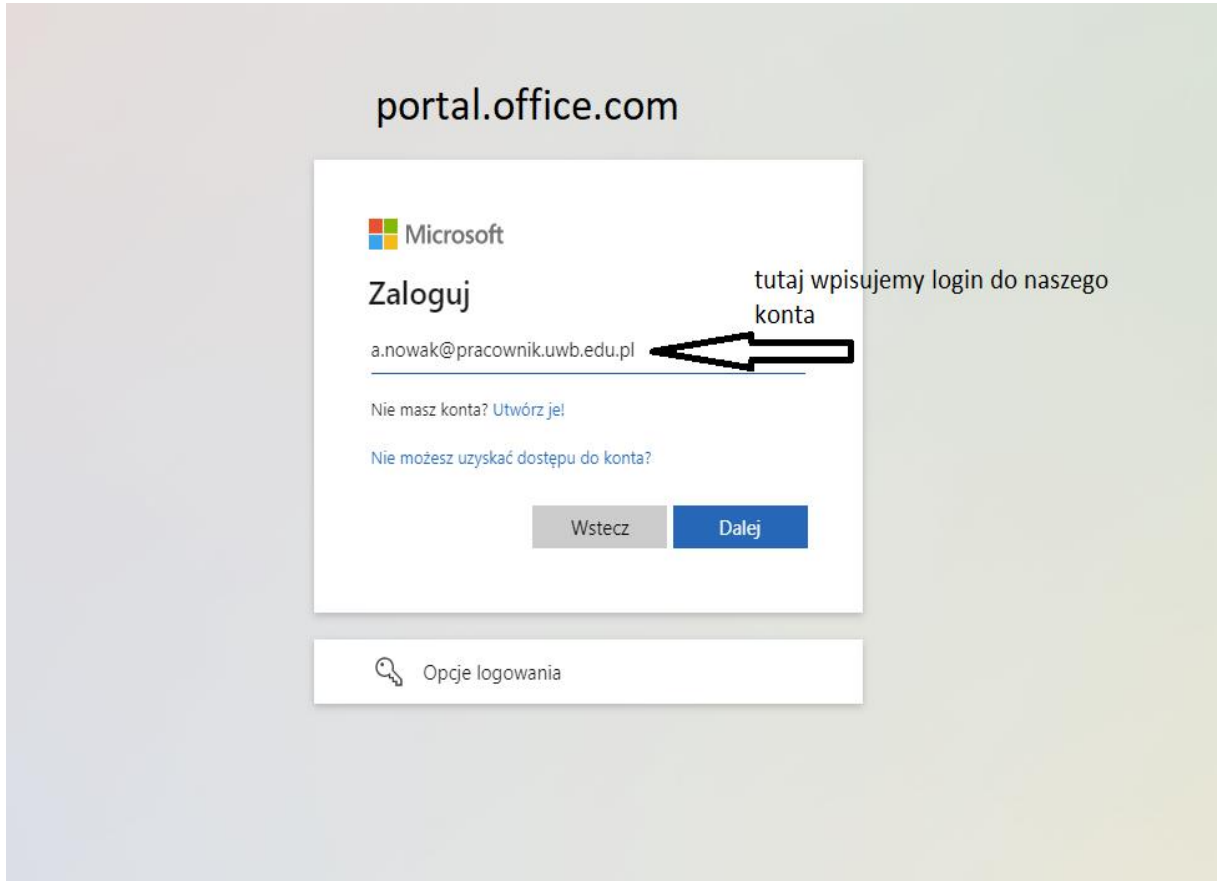 portal.office.com
Microsoft
Zaloguj
tutaj wpisujemy login do naszego
konta
a.nowak@pracownik.uwb.edu.pl
Nie masz konta? Utwórz je!
Nie możesz uzyskać dostępu do konta?
Wstecz
Dalej
Opcje logowania